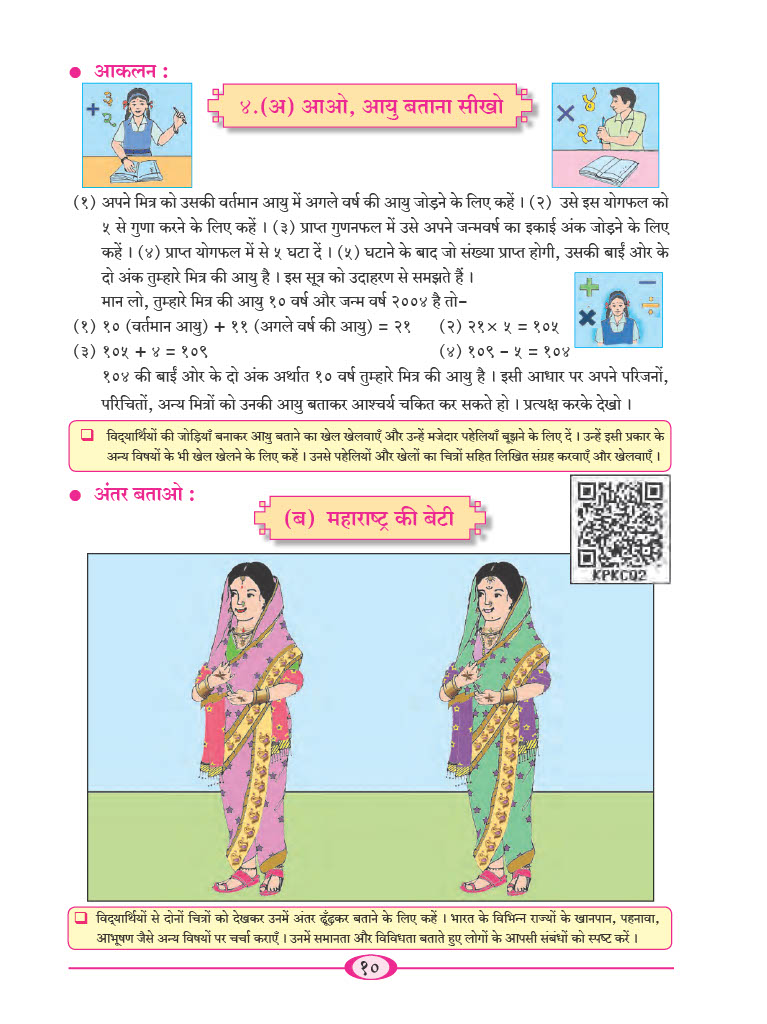 ● आकलन :
४.(अ) आओ, आयु बताना सीखो
+ ३
२
× ४
२
(१) अपने मित्र को उसकी वर्तमान आयु में अगले वर्ष की आयु जोड़ने के लिए कहें । (२) उसे इस योगफल को
५ से गुणा करने के लिए कहें । (३) प्राप्त गुणनफल में उसे अपने जन्मवर्ष का इकाई अंक जोड़ने के लिए
कहें । (४) प्राप्त योगफल में से ५ घटा दें । (५) घटाने के बाद जो संख्या प्राप्त होगी, उसकी बाईं ओर के
दो अंक तुम्हारे मित्र की आयु है । इस सूत्र को उदाहरण से समझते हैं ।
मान लो, तुम्हारे मित्र की आयु १० वर्ष और जन्म वर्ष २००४ है तो-
(१) १० (वर्तमान आयु) + ११ (अगले वर्ष की आयु) = २१ (२) २१× ५ = १०५
(३) १०५ + ४ = १०९ (४) १०९ – ५ = १०४
+ − × ÷
१०४ की बाईं ओर के दो अंक अर्थात १० वर्ष तुम्हारे मित्र की आयु है । इसी आधार पर अपने परिजनों,
परिचितों, अन्य मित्रों को उनकी आयु बताकर आश्चर्य चकित कर सकते हो । प्रत्यक्ष करके देखो ।
❑ विद्यार्थियों की जोड़ियाँ बनाकर आयु बताने का खेल खेलवाएँ और उन्हें मजेदार पहेलियाँ बूझने के लिए दें । उन्हें इसी प्रकार के
अन्य विषयों के भी खेल खेलने के लिए कहें । उनसे पहेलियों और खेलों का चित्रों सहित लिखित संग्रह करवाएँ और खेलवाएँ ।
● अंतर बताओ :
(ब) महाराष्ट्र की बेटी
KPKCQ2
❑ विद्यार्थियों से दोनों चित्रों को देखकर उनमें अंतर ढूँढ़कर बताने के लिए कहें । भारत के विभिन्न राज्यों के खानपान, पहनावा,
आभूषण जैसे अन्य विषयों पर चर्चा कराएँ । उनमें समानता और विविधता बताते हुए लोगों के आपसी संबंधों को स्पष्ट करें ।
१०